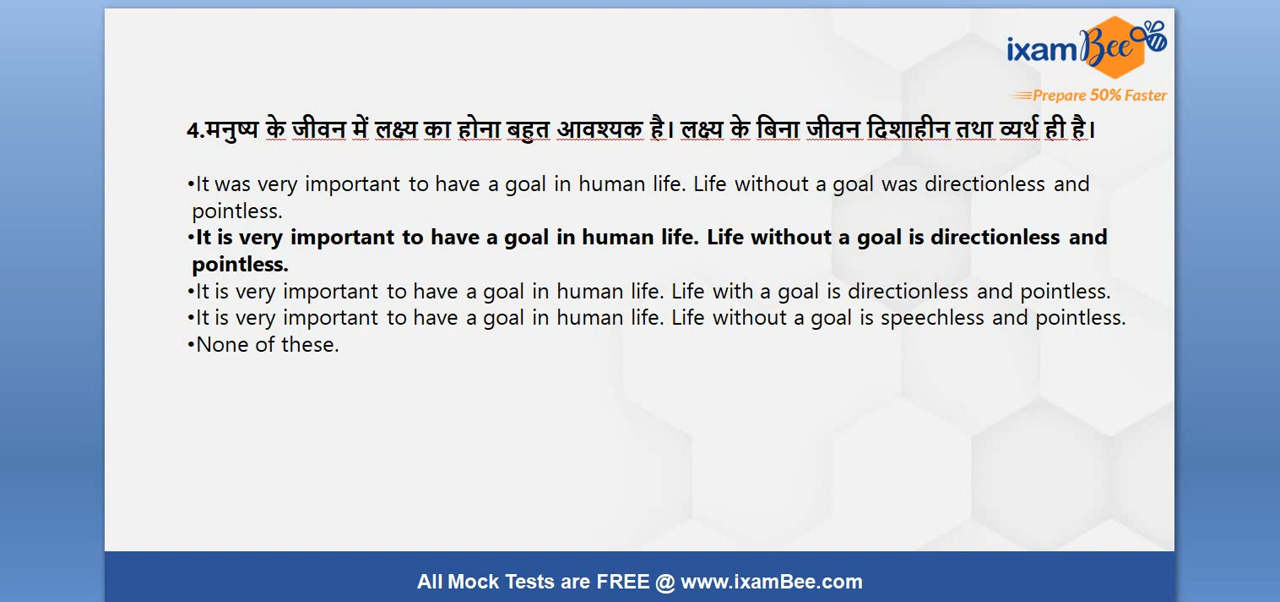 ixamBee
Prepare 50% Faster
4.मनुष्य के जीवन में लक्ष्य का होना बहुत आवश्यक है। लक्ष्य के बिना जीवन दिशाहीन तथा व्यर्थ ही है।
•It was very important to have a goal in human life. Life without a goal was directionless and
pointless.
•It is very important to have a goal in human life. Life without a goal is directionless and
pointless.
•It is very important to have a goal in human life. Life with a goal is directionless and pointless.
•It is very important to have a goal in human life. Life without a goal is speechless and pointless.
•None of these.
All Mock Tests are FREE @ www.ixamBee.com